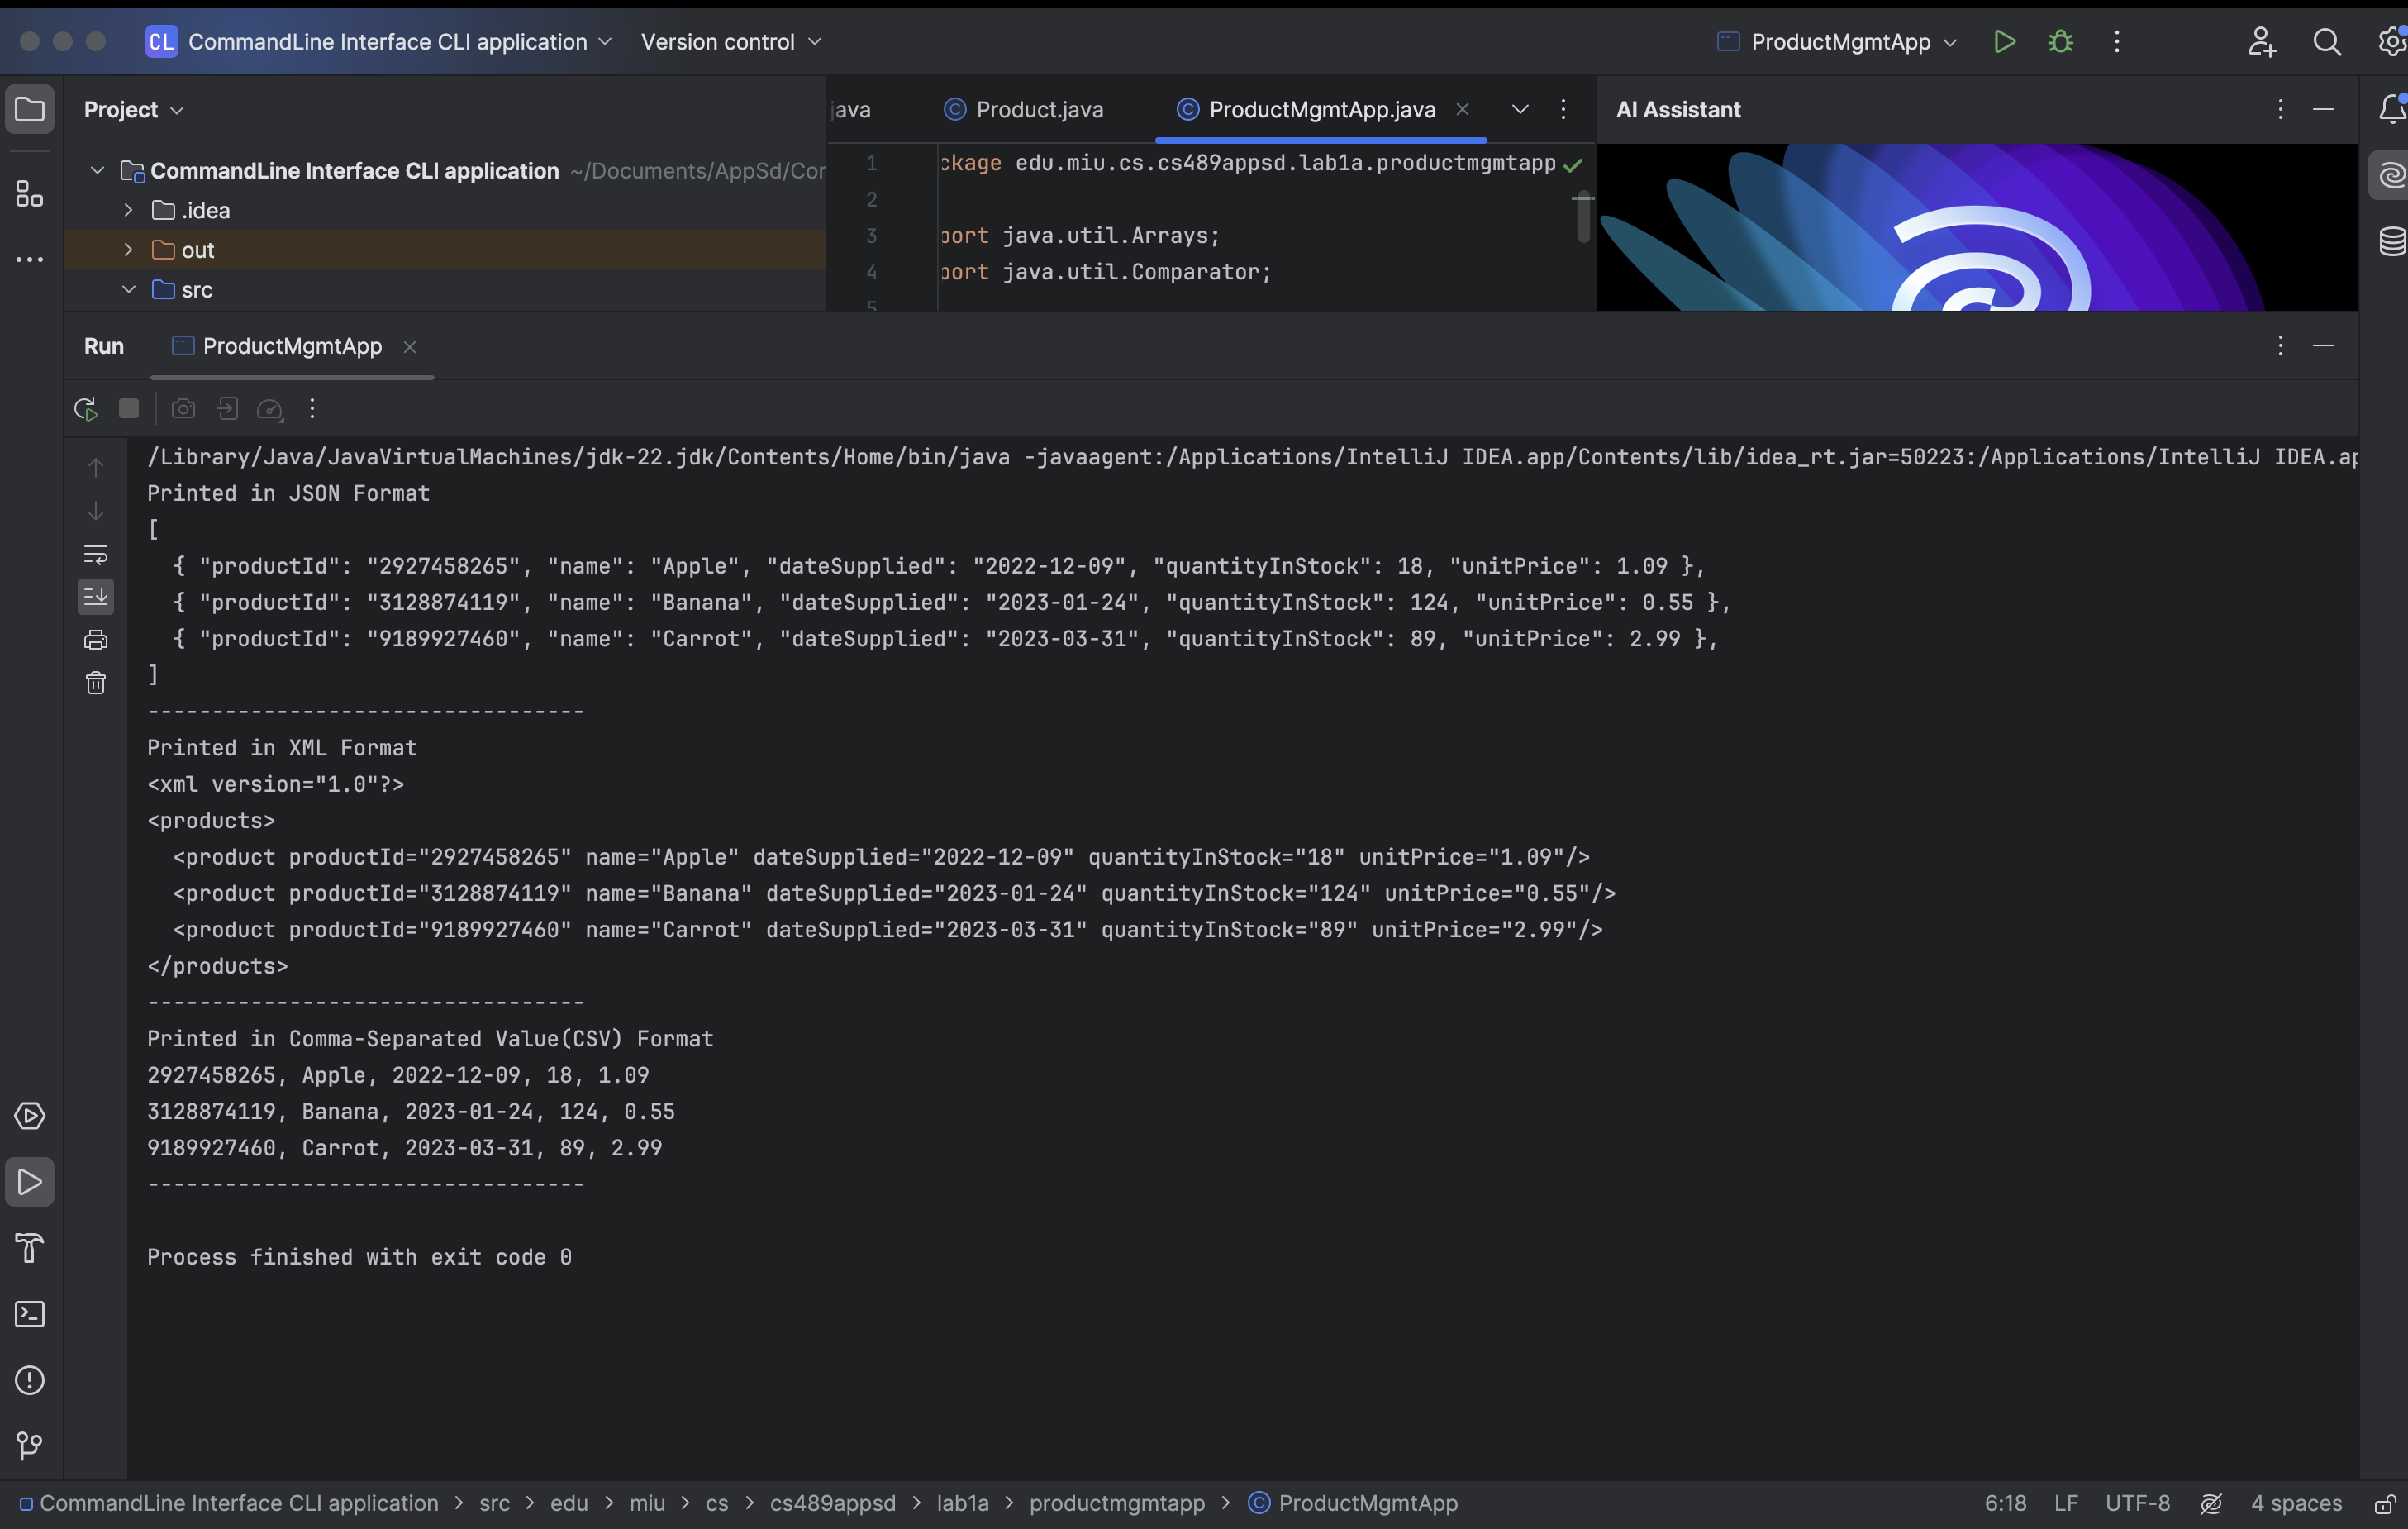 CL CommandLine Interface CLI application Version control ProductMgmtApp
Project
CommandLine Interface CLI application ~/Documents/AppSd/Cor
.idea
out
src
java Product.java ProductMgmtApp.java
1 ckage edu.miu.cs.cs489appsd.lab1a.productmgmtapp
2
3 port java.util.Arrays;
4 port java.util.Comparator;
5
AI Assistant
Run ProductMgmtApp
/Library/Java/JavaVirtualMachines/jdk-22.jdk/Contents/Home/bin/java -javaagent:/Applications/IntelliJ IDEA.app/Contents/lib/idea_rt.jar=50223:/Applications/IntelliJ IDEA.ap
Printed in JSON Format
[
  { "productId": "2927458265", "name": "Apple", "dateSupplied": "2022-12-09", "quantityInStock": 18, "unitPrice": 1.09 },
  { "productId": "3128874119", "name": "Banana", "dateSupplied": "2023-01-24", "quantityInStock": 124, "unitPrice": 0.55 },
  { "productId": "9189927460", "name": "Carrot", "dateSupplied": "2023-03-31", "quantityInStock": 89, "unitPrice": 2.99 },
]
----------------------------------
Printed in XML Format
<xml version="1.0"?>
<products>
  <product productId="2927458265" name="Apple" dateSupplied="2022-12-09" quantityInStock="18" unitPrice="1.09"/>
  <product productId="3128874119" name="Banana" dateSupplied="2023-01-24" quantityInStock="124" unitPrice="0.55"/>
  <product productId="9189927460" name="Carrot" dateSupplied="2023-03-31" quantityInStock="89" unitPrice="2.99"/>
</products>
----------------------------------
Printed in Comma-Separated Value(CSV) Format
2927458265, Apple, 2022-12-09, 18, 1.09
3128874119, Banana, 2023-01-24, 124, 0.55
9189927460, Carrot, 2023-03-31, 89, 2.99
----------------------------------
Process finished with exit code 0
CommandLine Interface CLI application > src > edu > miu > cs > cs489appsd > lab1a > productmgmtapp > ProductMgmtApp 6:18 LF UTF-8 4 spaces